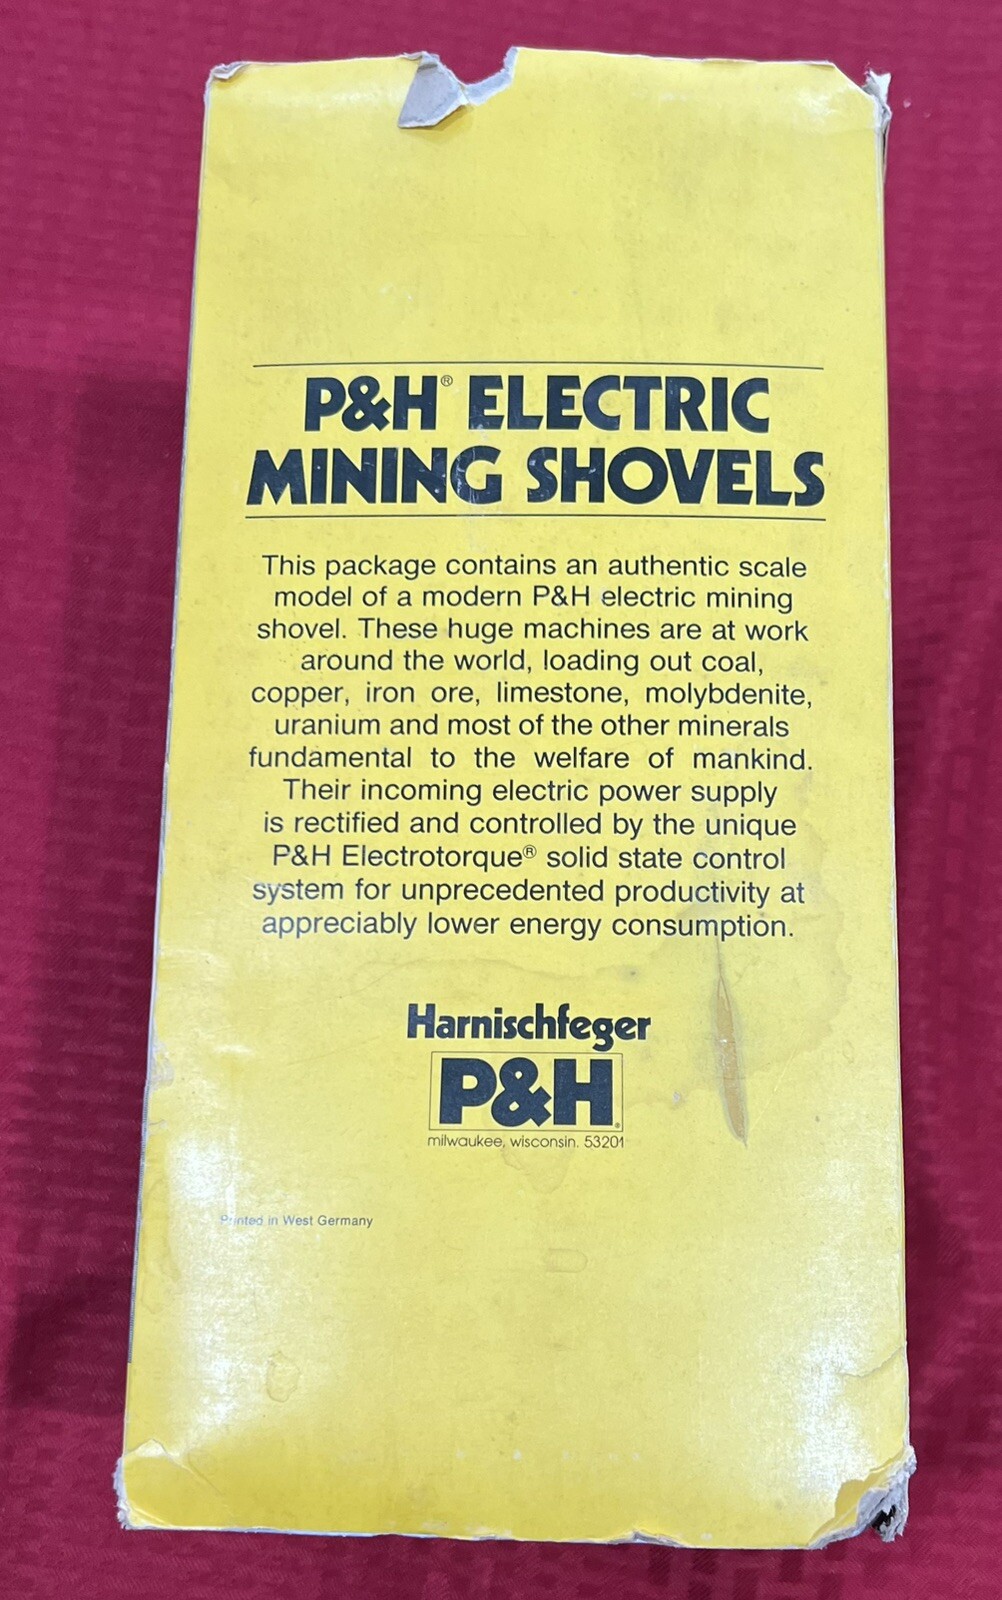 P&H® ELECTRIC
MINING SHOVELS
This package contains an authentic scale
model of a modern P&H electric mining
shovel. These huge machines are at work
around the world, loading out coal,
copper, iron ore, limestone, molybdenite,
uranium and most of the other minerals
fundamental to the welfare of mankind.
Their incoming electric power supply
is rectified and controlled by the unique
P&H Electrotorque® solid state control
system for unprecedented productivity at
appreciably lower energy consumption.
Harnischfeger
P&H®
milwaukee, wisconsin. 53201
Printed in West Germany